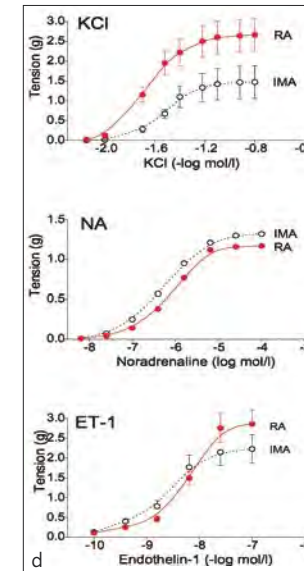 KCl
Tension (g)
3.0
2.5
2.0
1.5
1.0
0.5
0.0
RA
IMA
-2.0 -1.6 -1.2 -0.8 -0
KCl (-log mol/l)
NA
Tension (g)
1.5
1.0
0.5
0.0
IMA
RA
-8 -7 -6 -5 -4
Noradrenaline (-log mol/l)
ET-1
Tension (g)
3.0
2.5
2.0
1.5
1.0
0.5
0.0
RA
IMA
-10 -9 -8 -7
Endothelin-1 (-log mol/l)
d